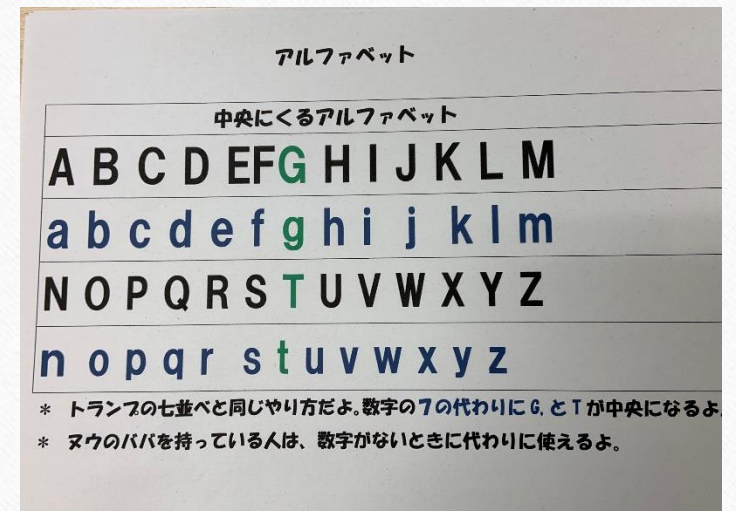 アルファベット
中央にくるアルファベット
A B C D EFG H I J K L M
a b c d e f g h i j k l m
N O P Q R S T U V W X Y Z
n o p q r s t u v w x y z
* トランプの七並べと同じやり方だよ。数字の7の代わりにG, とTが中央になるよ
* ヌウのババを持っている人は、数字がないときに代わりに使えるよ。